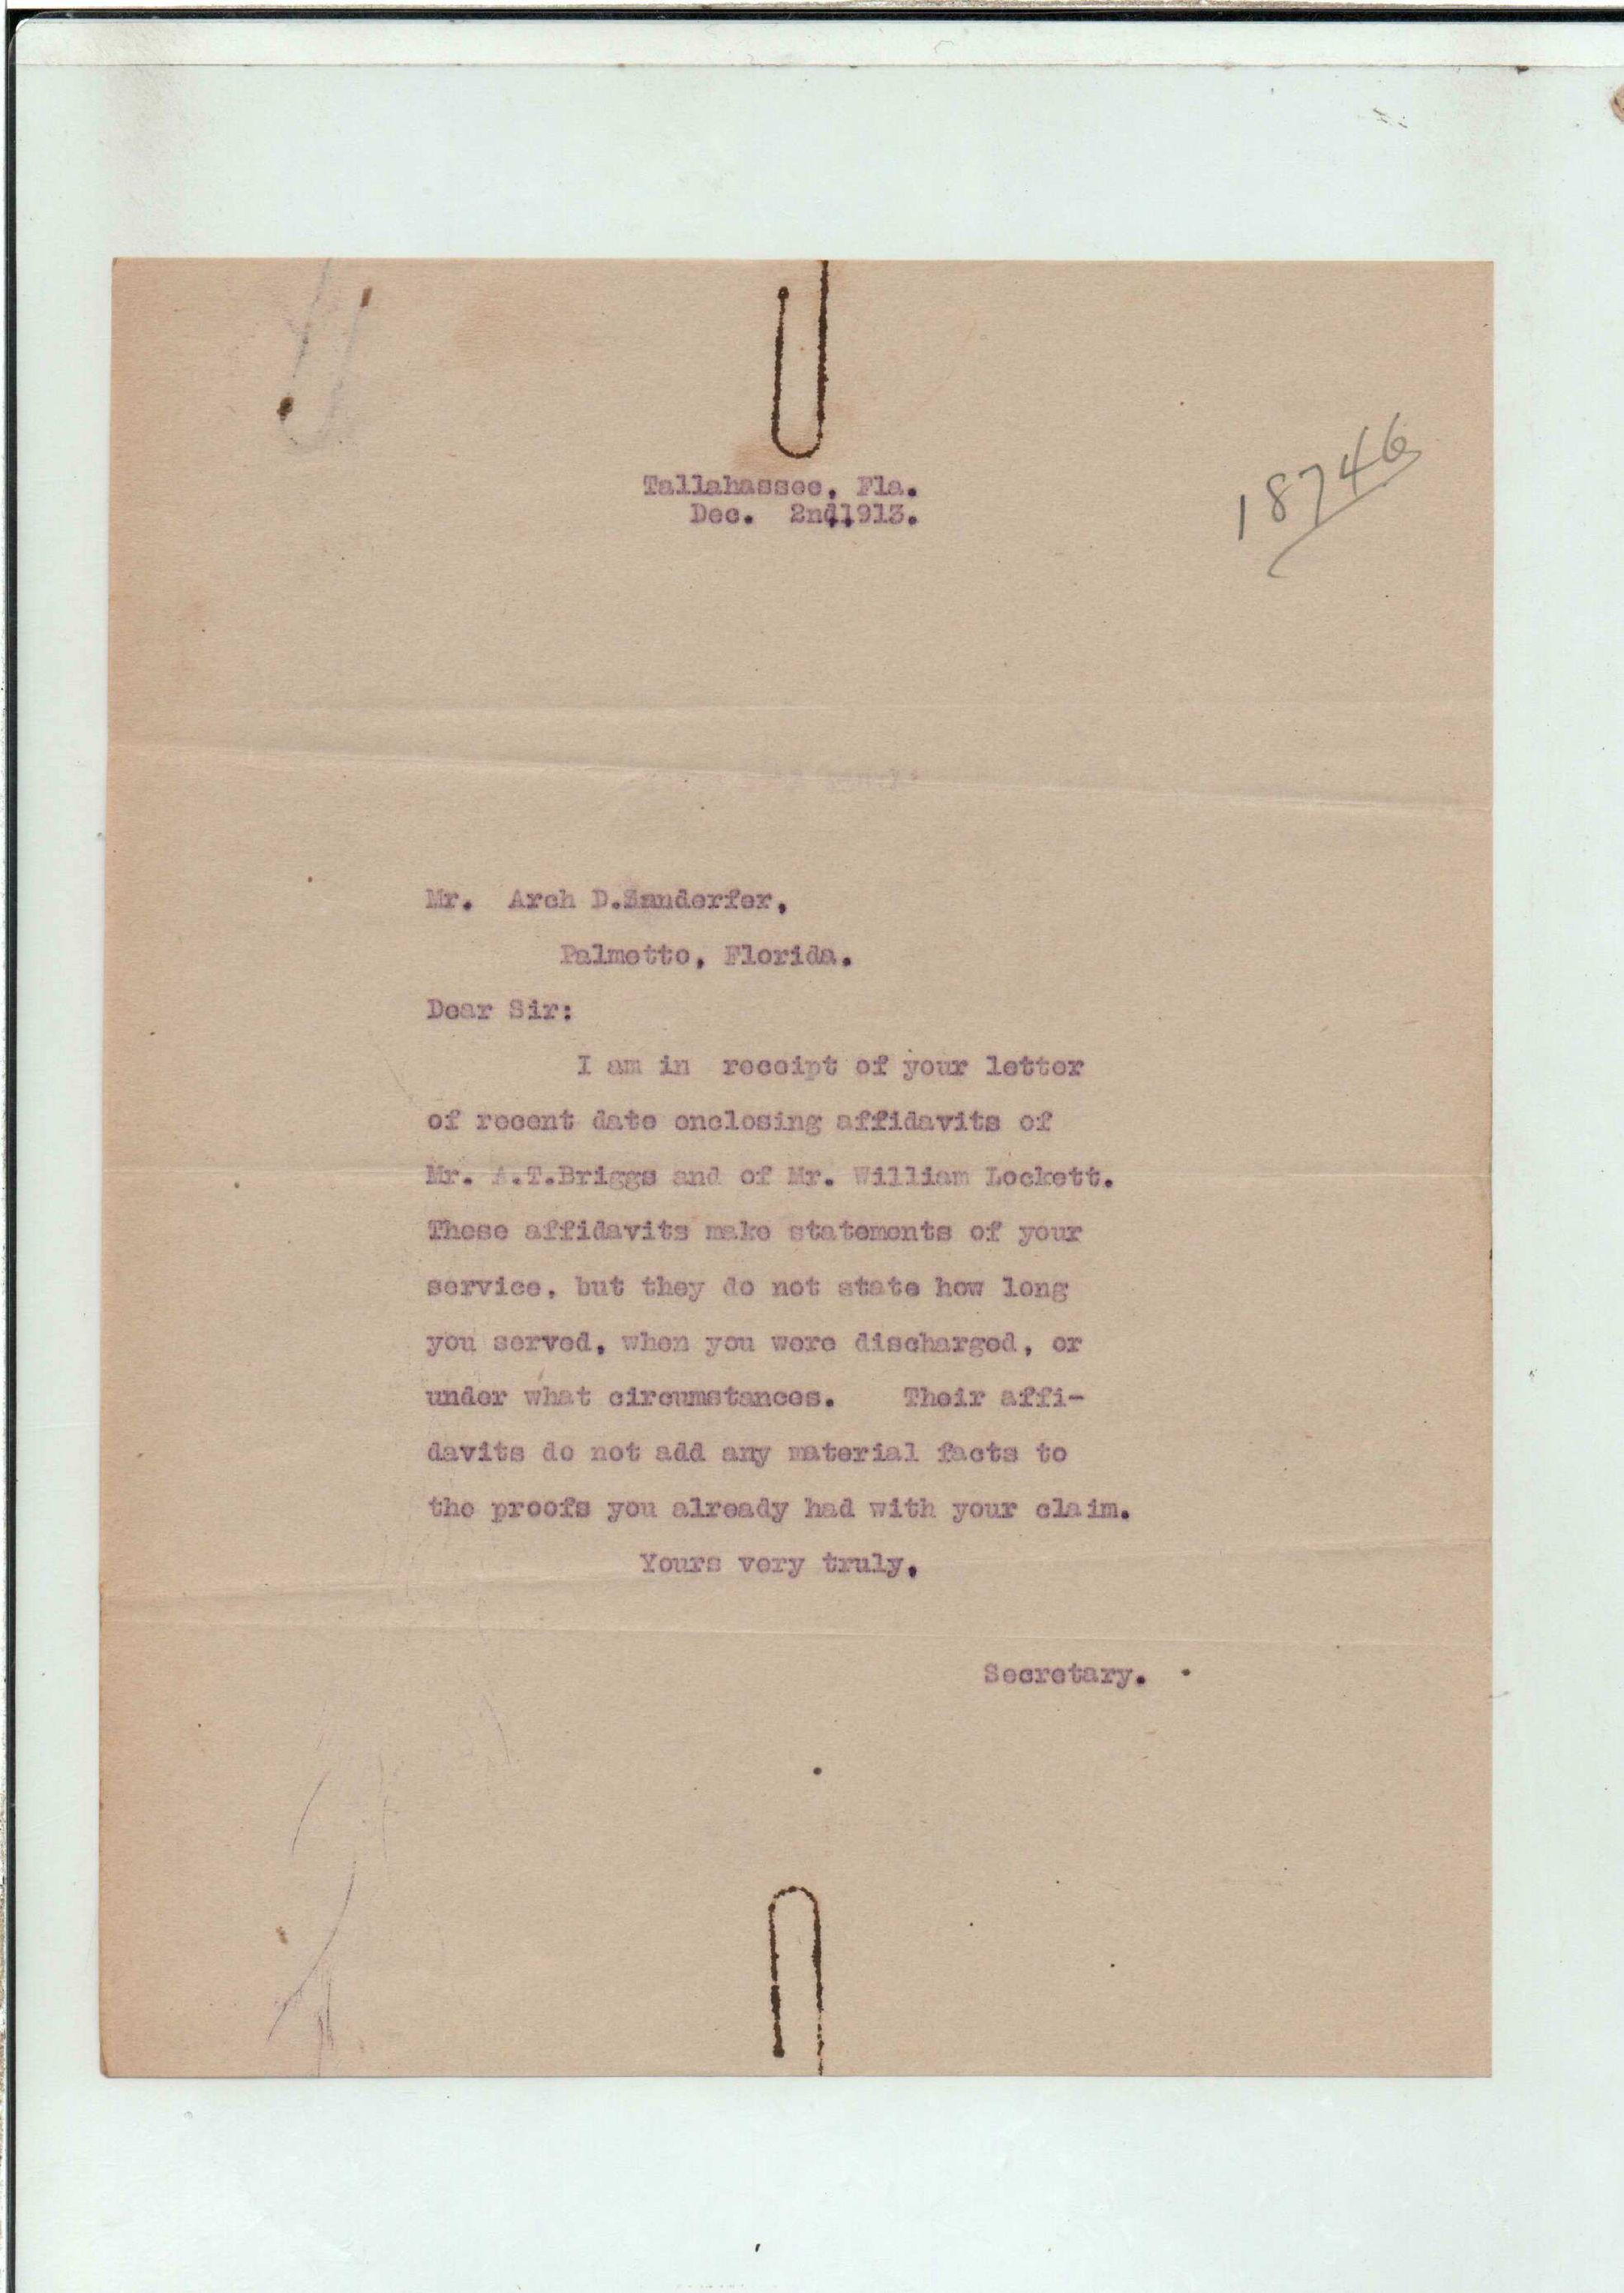 18746
Tallahassee, Fla.
Dec. 2nd, 1913.
Mr. Arch D.Sanderfer,
Palmetto, Florida.
Dear Sir:
I am in receipt of your letter
of recent date enclosing affidavits of
Mr. A.T.Briggs and of Mr. William Lockett.
These affidavits make statements of your
service, but they do not state how long
you served, when you were discharged, or
under what circumstances. Their affi-
davits do not add any material facts to
the proofs you already had with your claim.
Yours very truly,
Secretary.